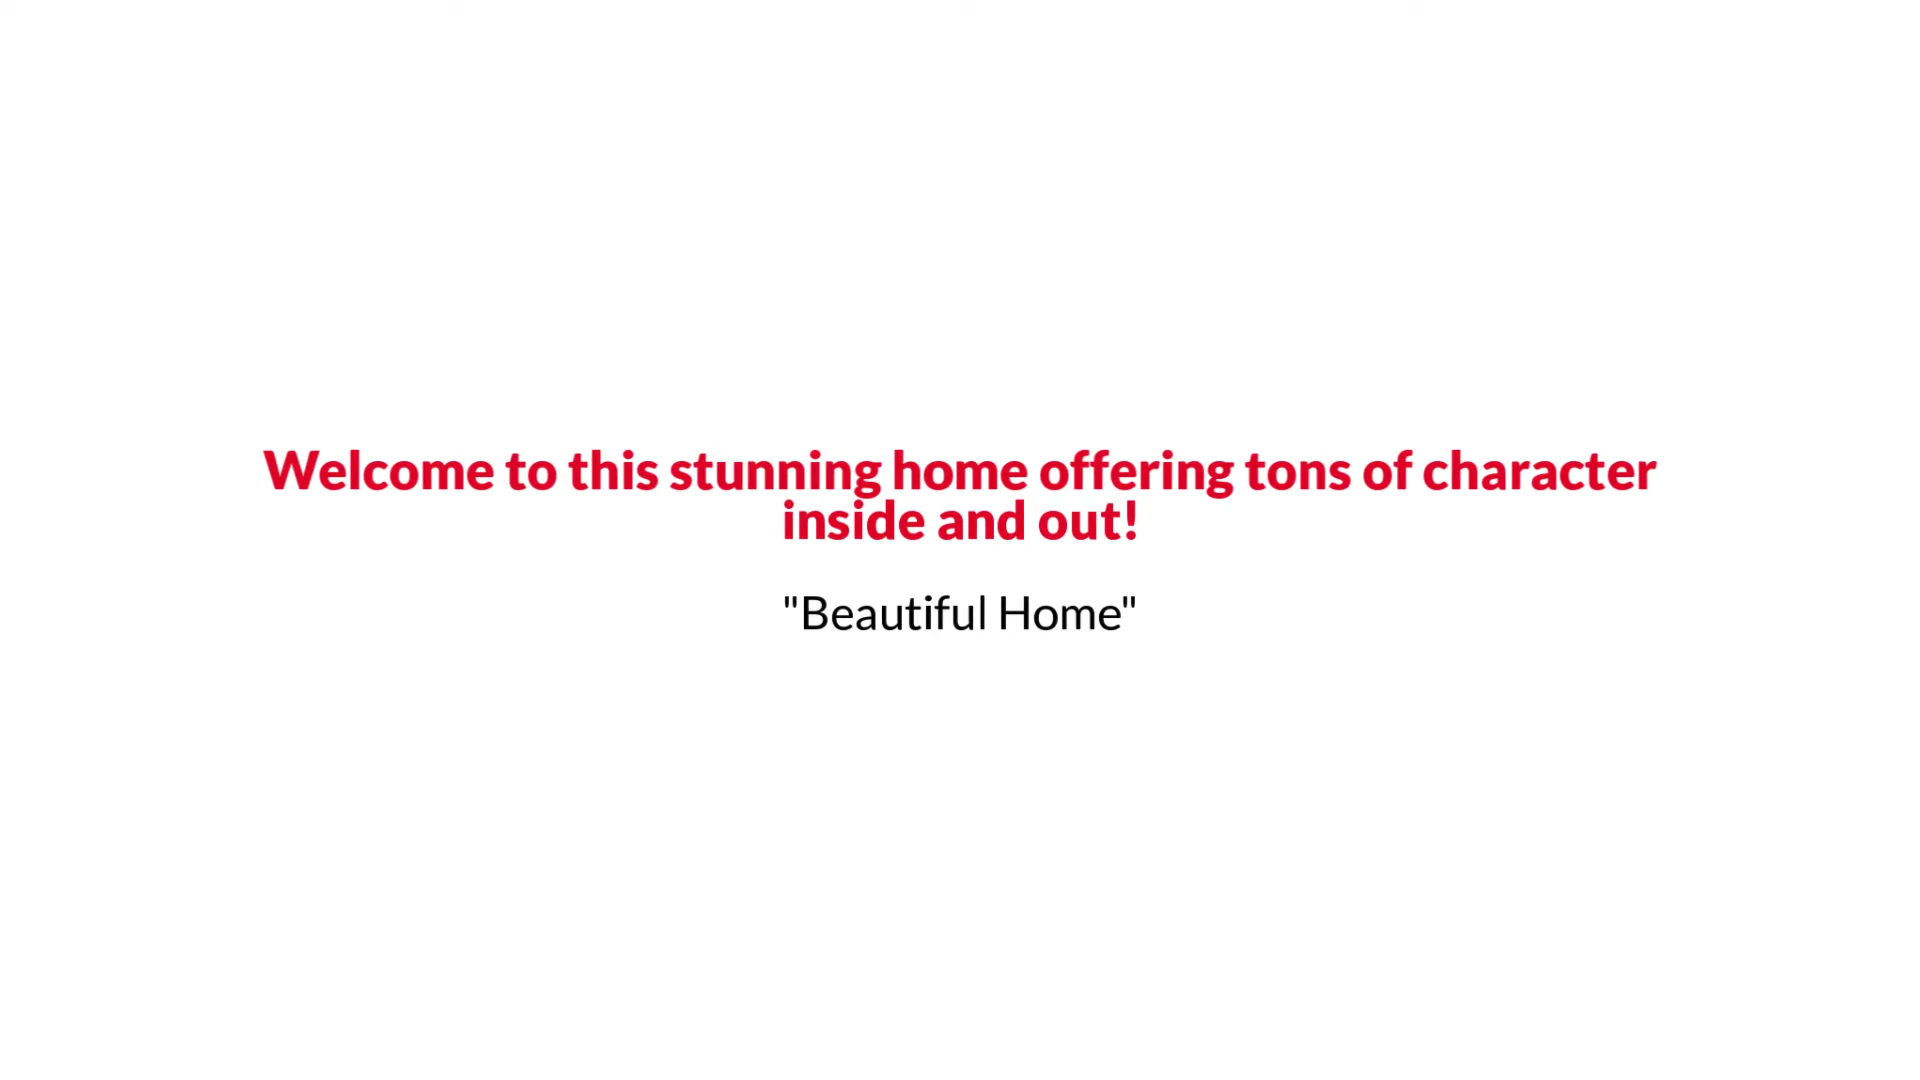 Welcome to this stunning home offering tons of character
inside and out!
"Beautiful Home"